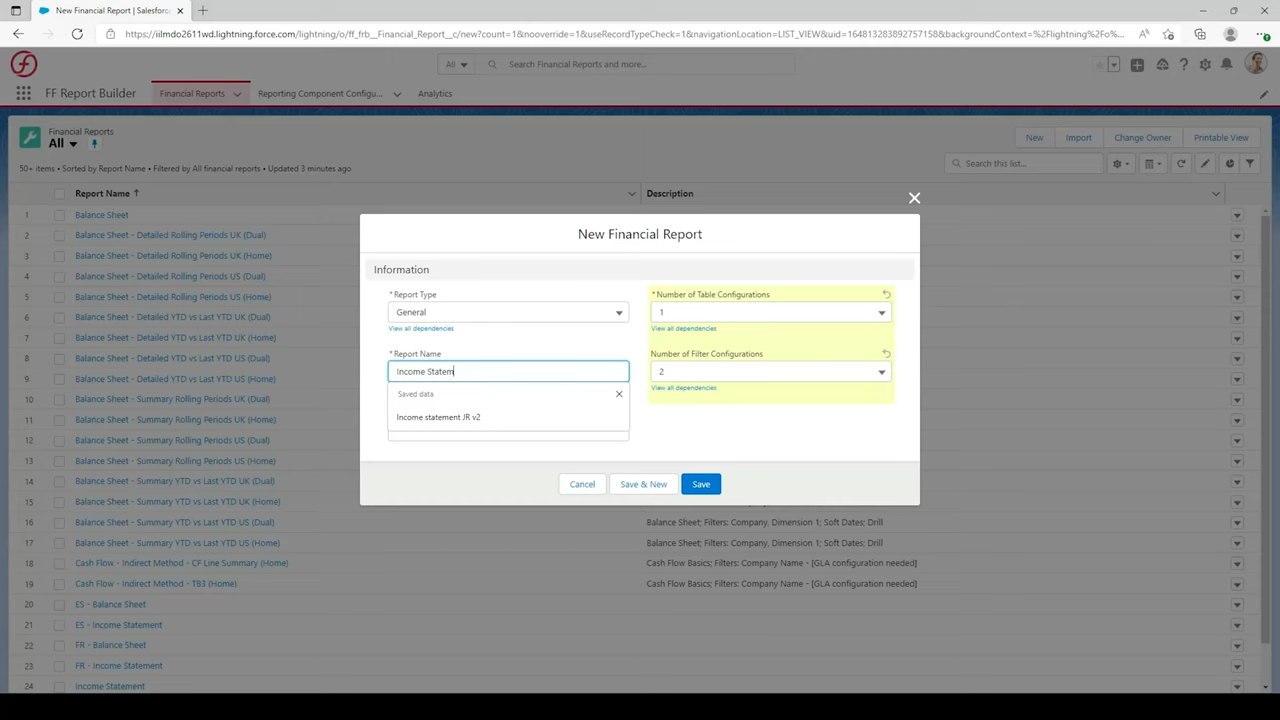 New Financial Report | Salesforce
https://iilmdo2611wd.lightning.force.com/lightning/o/ff_frb__Financial_Report__c/new?count=1&nooverride=1&useRecordTypeCheck=1&navigationLocation=LIST_VIEW&uid=164813283892757158&backgroundContext=%2Flightning%2Fo%...
All
Search Financial Reports and more...
FF Report Builder
Financial Reports
Reporting Component Configu...
Analytics
Financial Reports
All
New
Import
Change Owner
Printable View
50+ items • Sorted by Report Name • Filtered by All financial reports • Updated 3 minutes ago
Search this list...
Report Name
Description
1 Balance Sheet
2 Balance Sheet - Detailed Rolling Periods UK (Dual)
3 Balance Sheet - Detailed Rolling Periods UK (Home)
4 Balance Sheet - Detailed Rolling Periods US (Dual)
5 Balance Sheet - Detailed Rolling Periods US (Home)
6 Balance Sheet - Detailed YTD vs Last YTD UK (Dual)
7 Balance Sheet - Detailed YTD vs Last YTD UK (Home)
8 Balance Sheet - Detailed YTD vs Last YTD US (Dual)
9 Balance Sheet - Detailed YTD vs Last YTD US (Home)
10 Balance Sheet - Summary Rolling Periods UK (Dual)
11 Balance Sheet - Summary Rolling Periods UK (Home)
12 Balance Sheet - Summary Rolling Periods US (Dual)
13 Balance Sheet - Summary Rolling Periods US (Home)
14 Balance Sheet - Summary YTD vs Last YTD UK (Dual)
15 Balance Sheet - Summary YTD vs Last YTD UK (Home)
16 Balance Sheet - Summary YTD vs Last YTD US (Dual)
Balance Sheet; Filters: Company, Dimension 1; Soft Dates; Drill
17 Balance Sheet - Summary YTD vs Last YTD US (Home)
Balance Sheet; Filters: Company, Dimension 1; Soft Dates; Drill
18 Cash Flow - Indirect Method - CF Line Summary (Home)
Cash Flow Basics; Filters: Company Name - [GLA configuration needed]
19 Cash Flow - Indirect Method - TB3 (Home)
Cash Flow Basics; Filters: Company Name - [GLA configuration needed]
20 ES - Balance Sheet
21 ES - Income Statement
22 FR - Balance Sheet
23 FR - Income Statement
24 Income Statement
New Financial Report
Information
* Report Type
General
View all dependencies
* Report Name
Income Statem
Saved data
Income statement JR v2
* Number of Table Configurations
1
View all dependencies
Number of Filter Configurations
2
View all dependencies
Cancel
Save & New
Save